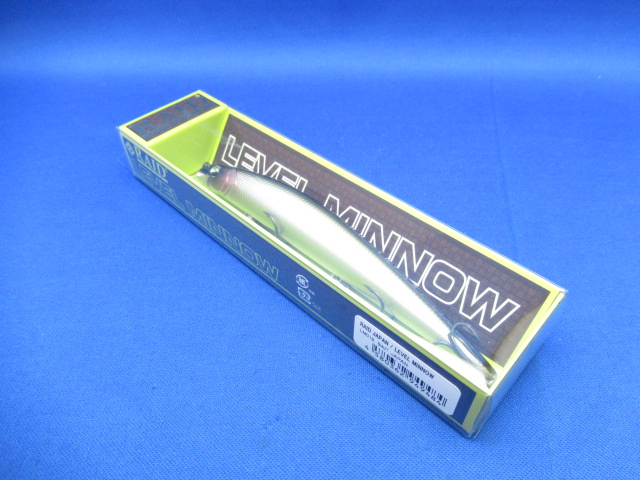 RAID
LEVEL MINNOW
LEVEL MINNOW
RAID JAPAN / LEVEL MINNOW